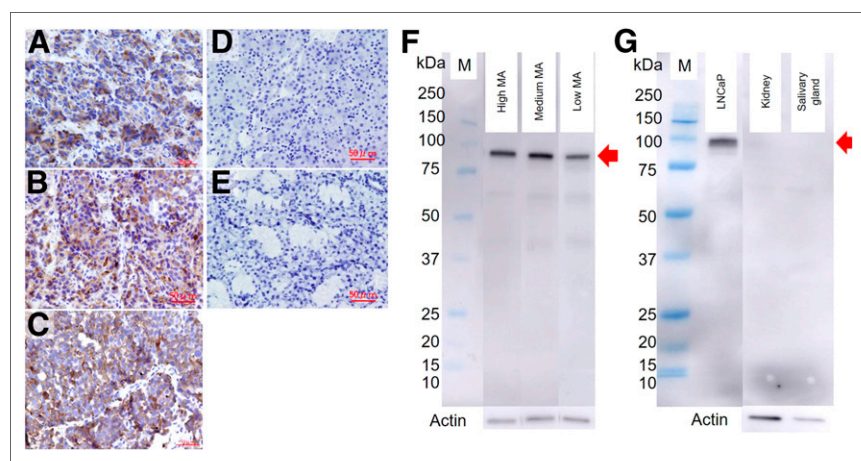 A
B
C
D
50 µm
E
50 µm
50 µm
F
kDa
M
High MA
Medium MA
Low MA
250
150
100
75
50
37
25
20
15
10
Actin
G
kDa
M
LNCaP
Kidney
Salivary
gland
250
150
100
75
50
37
25
20
15
10
Actin